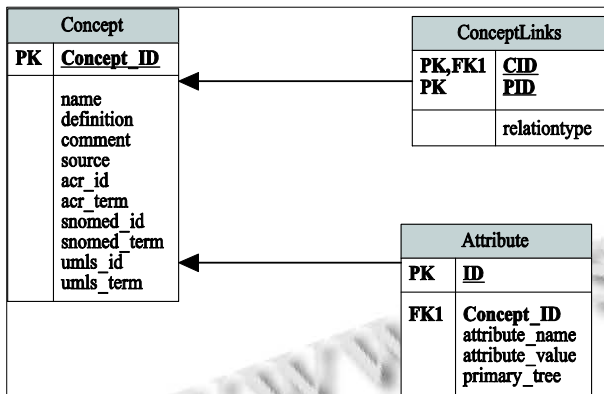 Concept
PK Concept_ID
name
definition
comment
source
acr_id
acr_term
snomed_id
snomed_term
umls_id
umls_term
ConceptLinks
PK,FK1 CID
PK PID
relationtype
Attribute
PK ID
FK1 Concept_ID
attribute_name
attribute_value
primary_tree